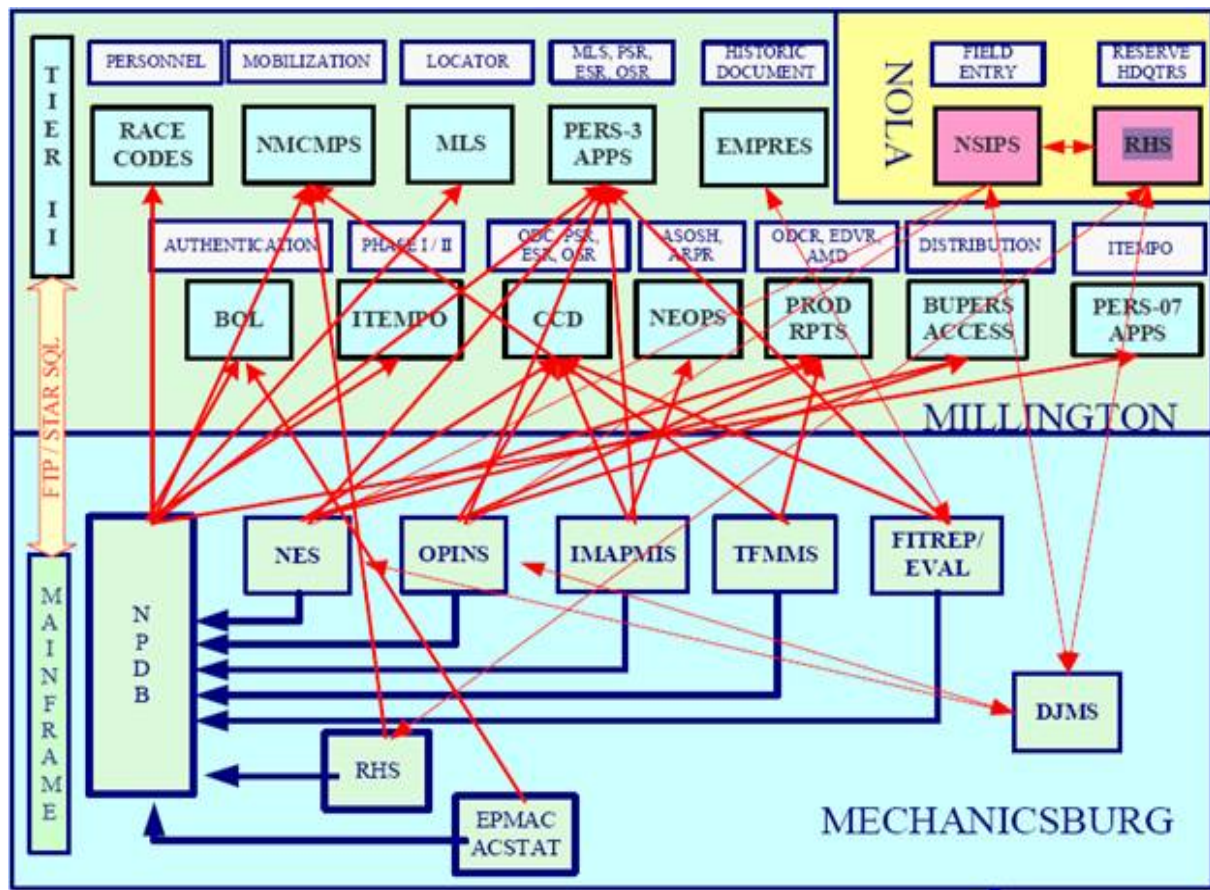 TIER II
PERSONNEL
MOBILIZATION
LOCATOR
MLS, PSR,
ESR, OSR
HISTORIC
DOCUMENT
NOLA
FIELD
ENTRY
RESERVE
HDQTRS
RACE
CODES
NMCMPS
MLS
PERS-3
APPS
EMPRES
NSIPS
RHS
AUTHENTICATION
PHASE I / II
ODC, PSR,
ESR, OSR
ASOSH,
ARPR
ODCR, EDVR,
AMD
DISTRIBUTION
ITEMPO
BOL
ITEMPO
CCD
NEOPS
PROD
RPTS
BUPERS
ACCESS
PERS-07
APPS
MILLINGTON
FTP / STAR SQL
MAINFRAME
NPDB
NES
OPINS
IMAPMIS
TFMMS
FITREP/
EVAL
DJMS
RHS
EPMAC
ACSTAT
MECHANICSBURG